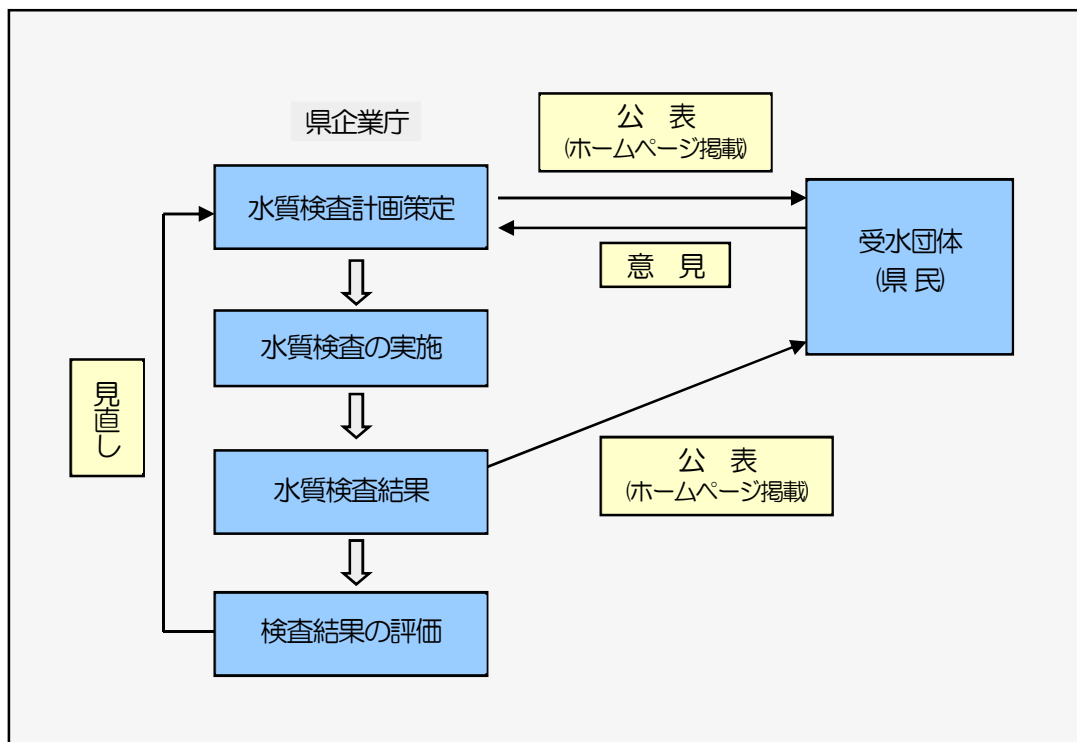 県企業庁
公 表
(ホームページ掲載)
水質検査計画策定
意 見
受水団体
(県 民)
水質検査の実施
見直し
水質検査結果
公 表
(ホームページ掲載)
検査結果の評価